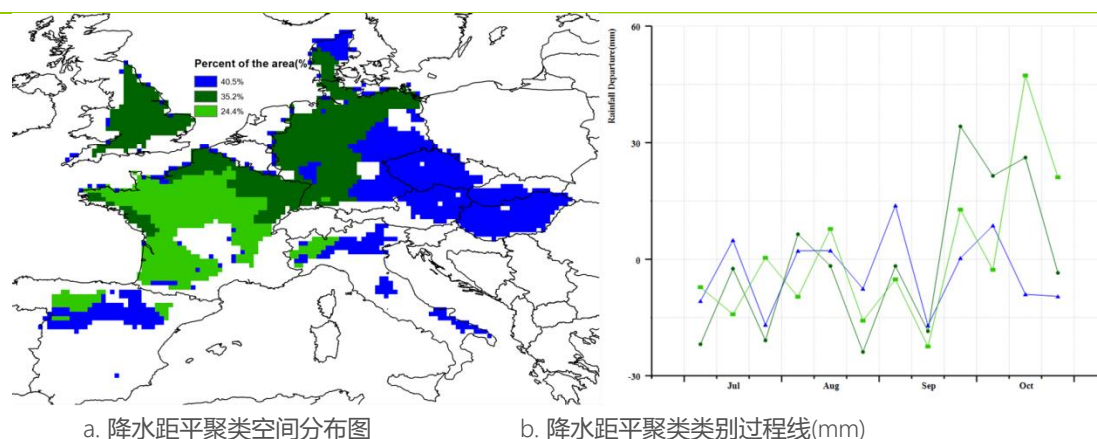 Percent of the area(%
40.5%
35.2%
24.4%
Rainfall Departure(mm)
60
30
0
-30
Jul
Aug
Sep
Oct
a. 降水距平聚类空间分布图
b. 降水距平聚类类别过程线(mm)